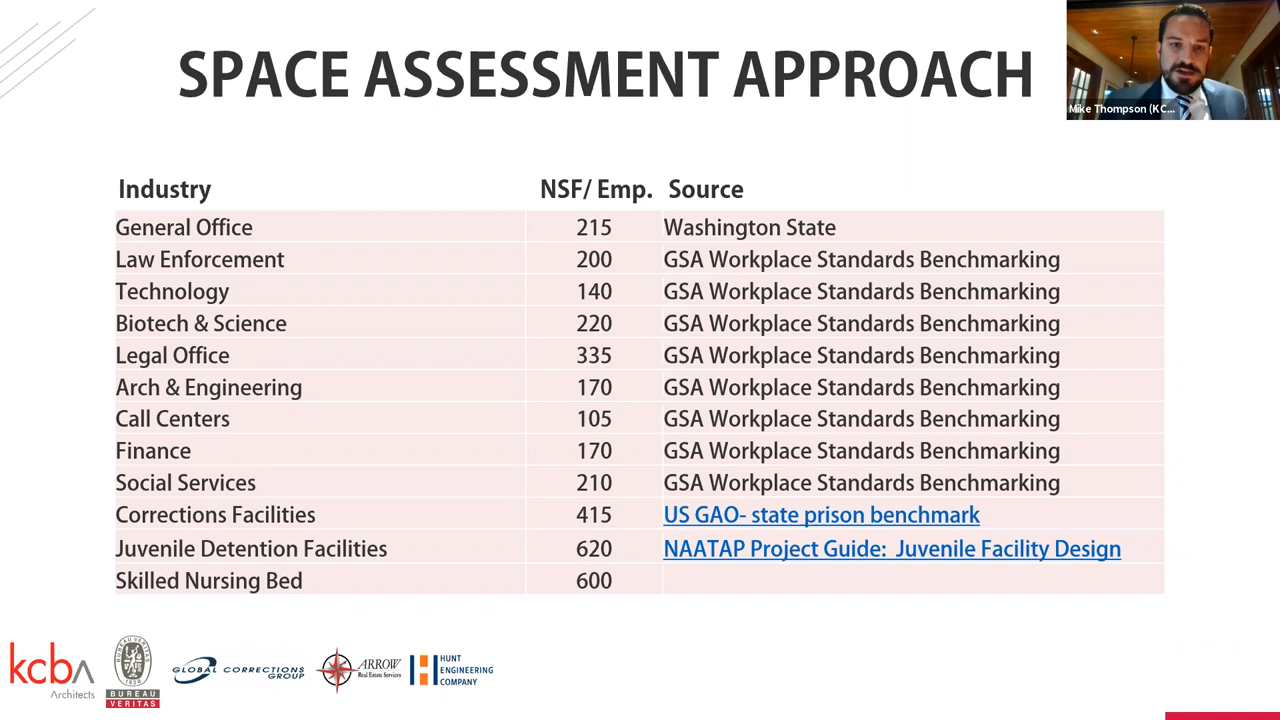 SPACE ASSESSMENT APPROACH
Mike Thompson (KC...
Industry NSF/ Emp. Source
General Office 215 Washington State
Law Enforcement 200 GSA Workplace Standards Benchmarking
Technology 140 GSA Workplace Standards Benchmarking
Biotech & Science 220 GSA Workplace Standards Benchmarking
Legal Office 335 GSA Workplace Standards Benchmarking
Arch & Engineering 170 GSA Workplace Standards Benchmarking
Call Centers 105 GSA Workplace Standards Benchmarking
Finance 170 GSA Workplace Standards Benchmarking
Social Services 210 GSA Workplace Standards Benchmarking
Corrections Facilities 415 US GAO- state prison benchmark
Juvenile Detention Facilities 620 NAATAP Project Guide: Juvenile Facility Design
Skilled Nursing Bed 600
kcba
Architects
BUREAU VERITAS
1828
BUREAU
VERITAS
GLOBAL CORRECTIONS
GROUP
ARROW
Real Estate Services
HUNT
ENGINEERING
COMPANY